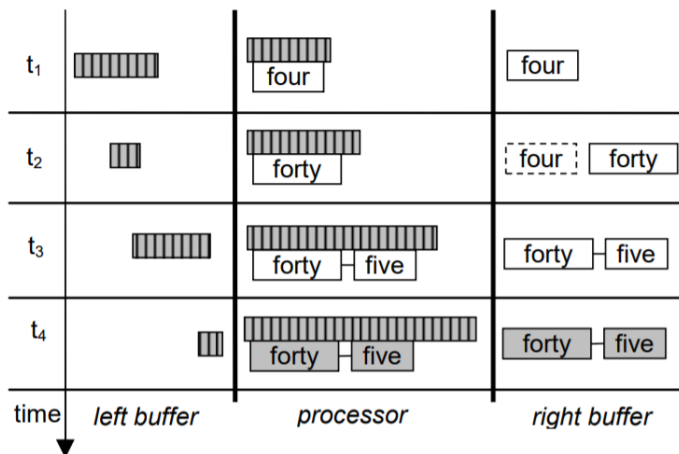 t₁ four four
t₂ forty four forty
t₃ forty five forty five
t₄ forty five forty five
time left buffer processor right buffer